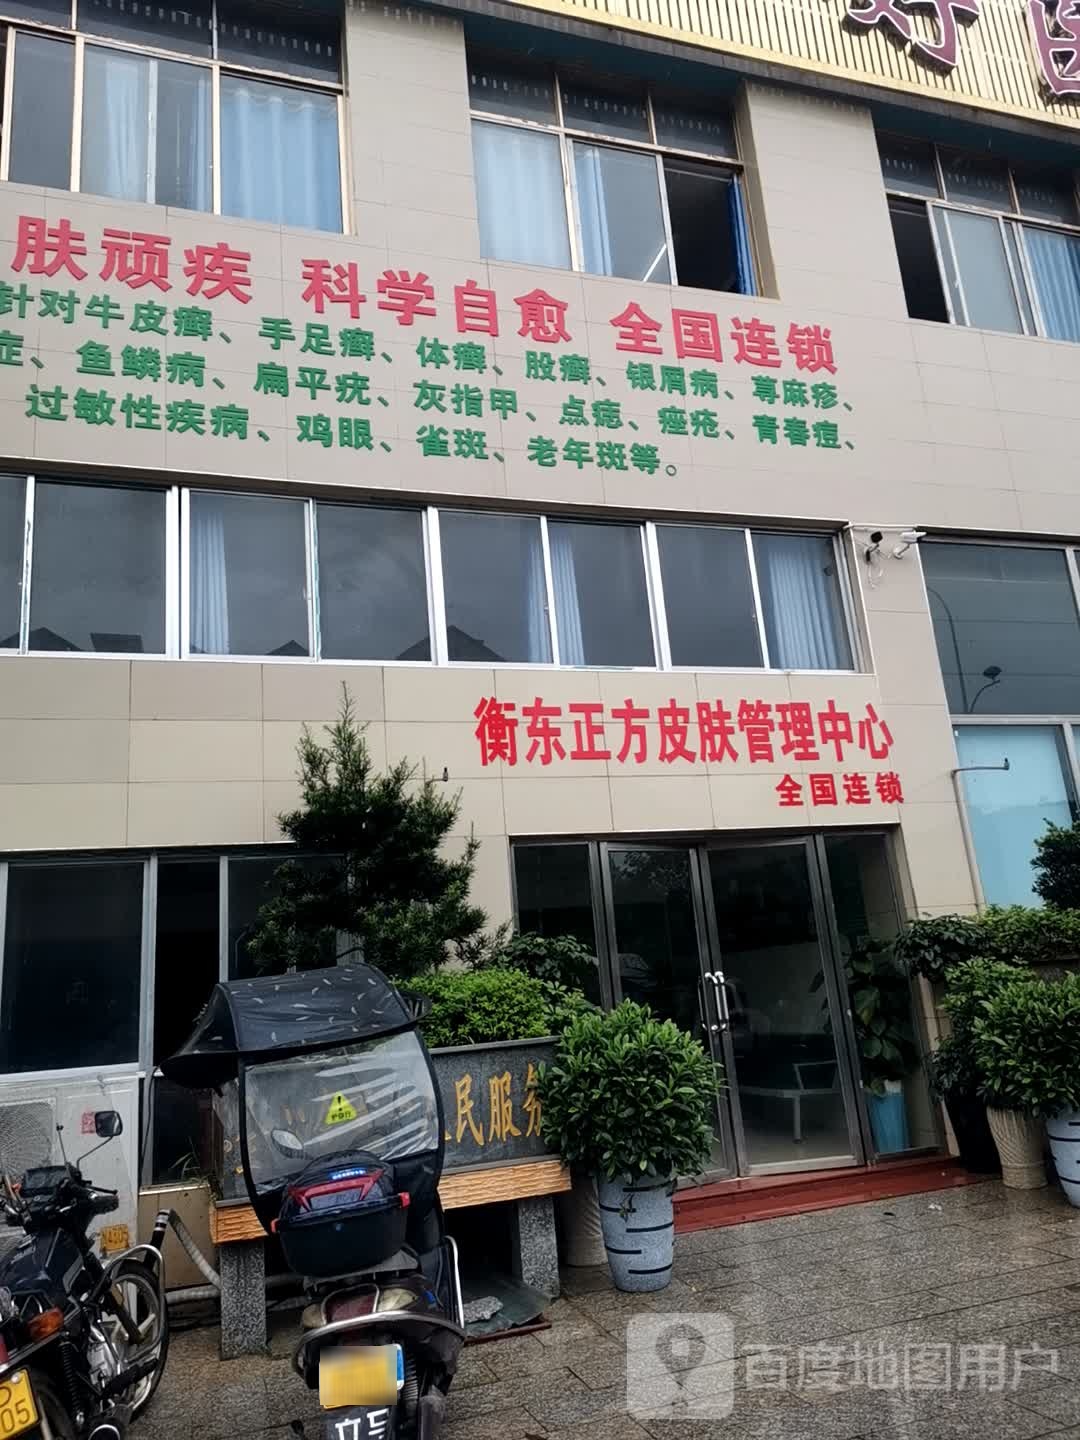 好
肤顽疾 科学自愈 全国连锁
针对牛皮癣、手足癣、体癣、股癣、银屑病、荨麻疹、
症、鱼鳞病、扁平疣、灰指甲、点痣、痤疮、青春痘、
过敏性疾病、鸡眼、雀斑、老年斑等。
衡东正方皮肤管理中心
全国连锁
民服务
05
百度地图用户